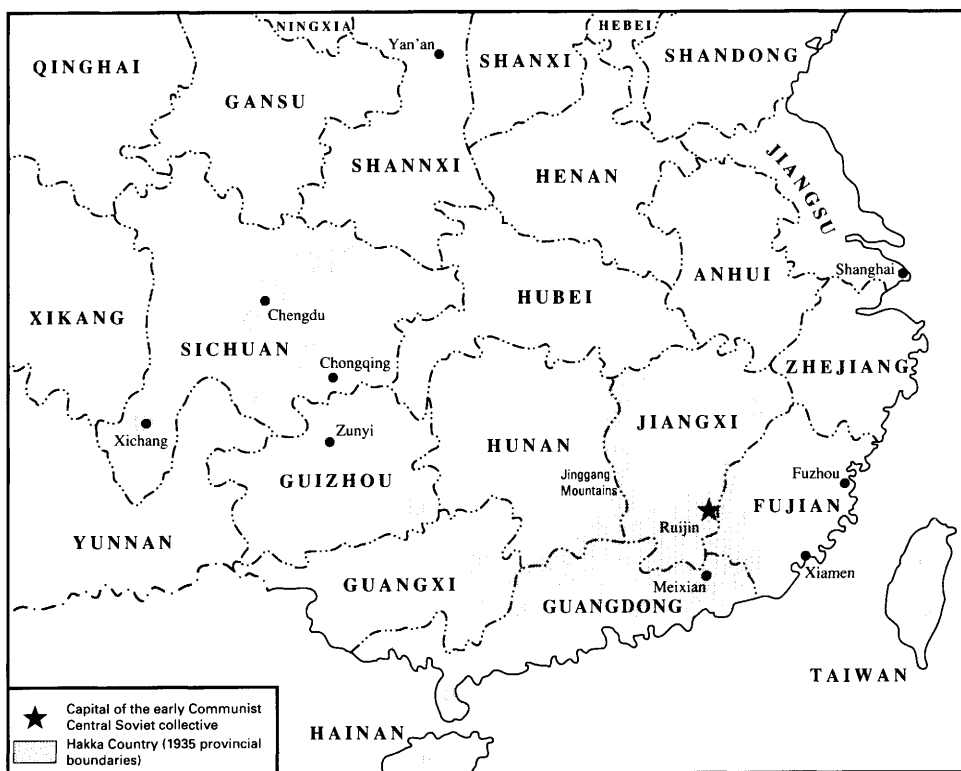 NINGXIA
HEBEI
Yan'an
QINGHAI
SHANXI
SHANDONG
GANSU
SHANNXI
HENAN
JIANGSU
ANHUI
Shanghai
HUBEI
Chengdu
XIKANG
SICHUAN
Chongqing
ZHEJIANG
Xichang
Zunyi
HUNAN
JIANGXI
GUIZHOU
Jinggang
Mountains
Fuzhou
FUJIAN
Ruijin
YUNNAN
Xiamen
GUANGXI
Meixian
GUANGDONG
TAIWAN
HAINAN
Capital of the early Communist
Central Soviet collective
Hakka Country (1935 provincial
boundaries)